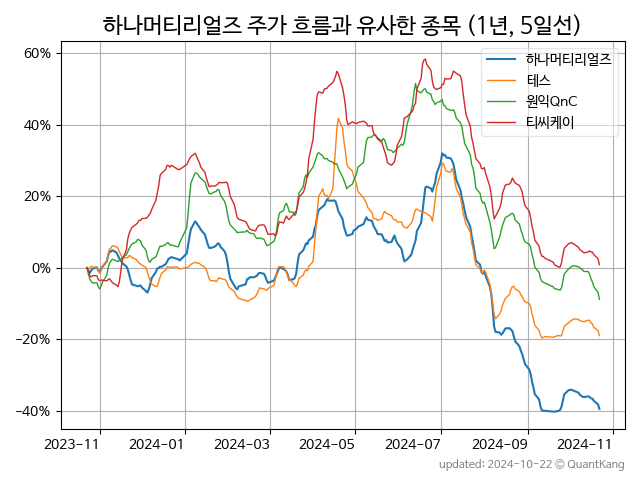 하나머티리얼즈 주가 흐름과 유사한 종목 (1년, 5일선)
하나머티리얼즈
테스
원익QnC
티씨케이
60%
40%
20%
0%
−20%
−40%
2023−11
2024−01
2024−03
2024−05
2024−07
2024−09
2024−11
updated: 2024-10-22 © QuantKang